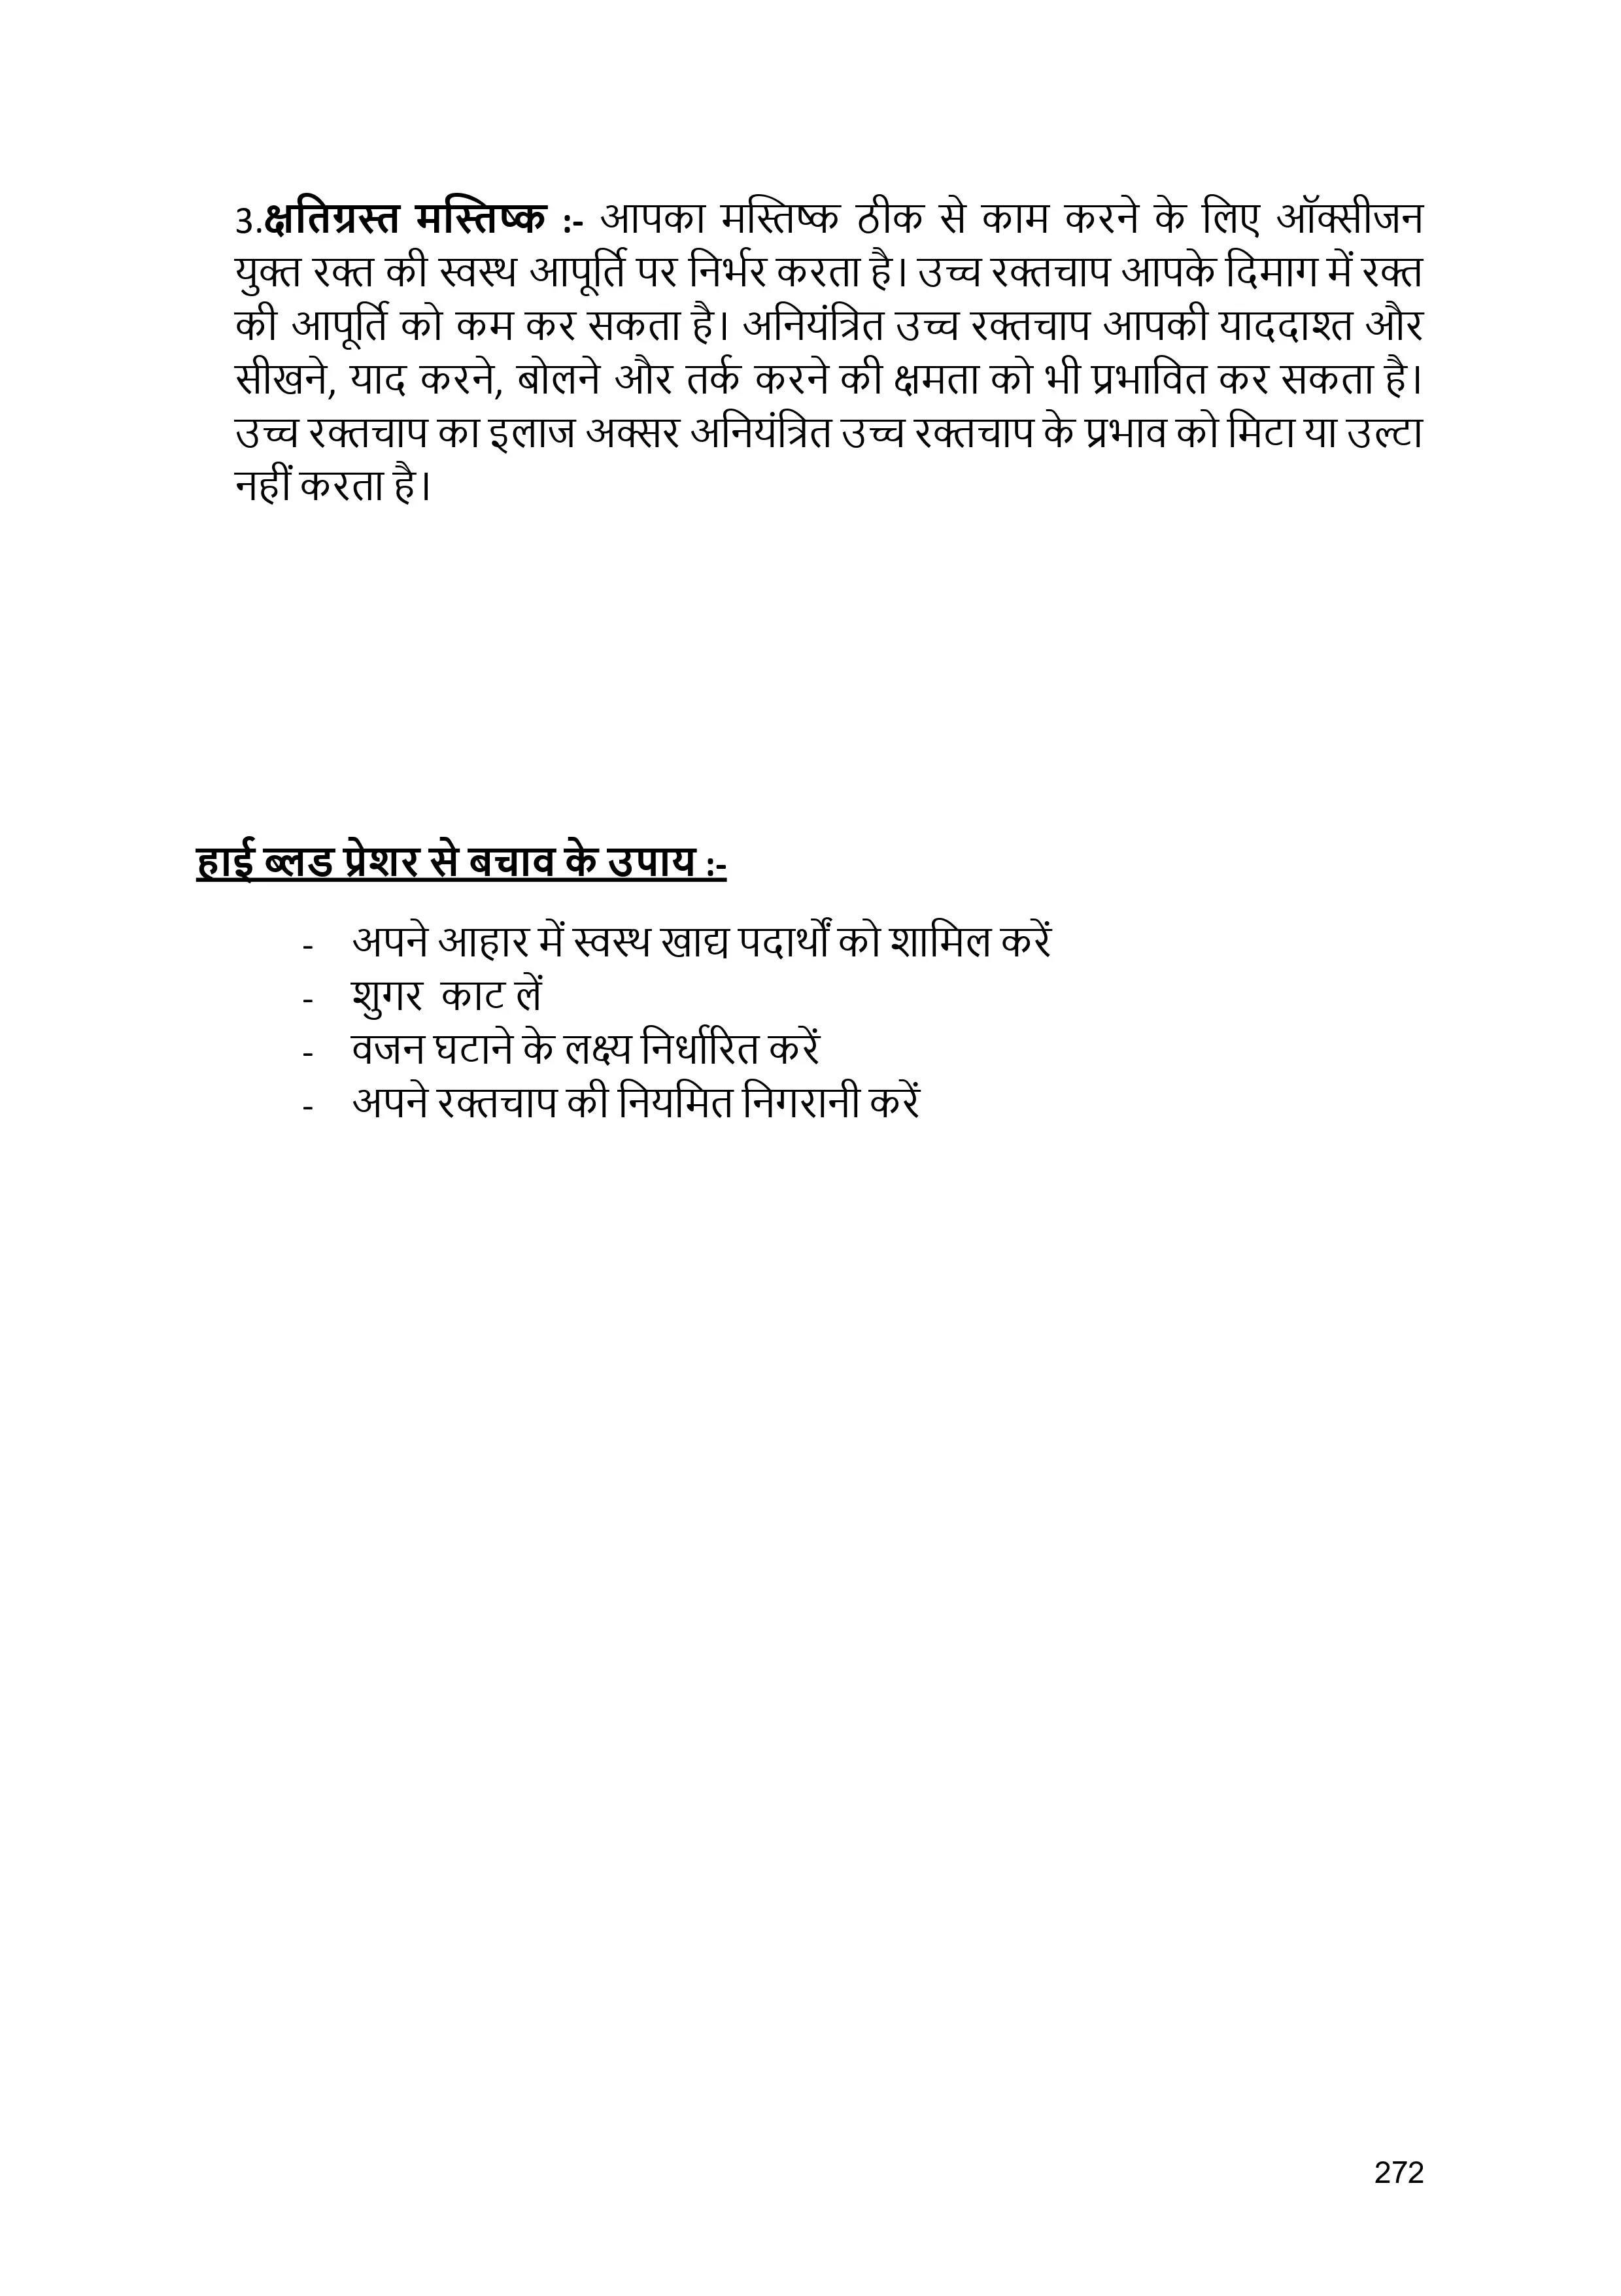 3.क्षतिग्रस्त मस्तिष्क :- आपका मस्तिष्क ठीक से काम करने के लिए ऑक्सीजन
युक्त रक्त की स्वस्थ आपूर्ति पर निर्भर करता है। उच्च रक्तचाप आपके दिमाग में रक्त
की आपूर्ति को कम कर सकता है। अनियंत्रित उच्च रक्तचाप आपकी याददाश्त और
सीखने, याद करने, बोलने और तर्क करने की क्षमता को भी प्रभावित कर सकता है।
उच्च रक्तचाप का इलाज अक्सर अनियंत्रित उच्च रक्तचाप के प्रभाव को मिटा या उल्टा
नहीं करता है।
हाई ब्लड प्रेशर से बचाव के उपाय :-
- अपने आहार में स्वस्थ खाद्य पदार्थों को शामिल करें
- शुगर काट लें
- वजन घटाने के लक्ष्य निर्धारित करें
- अपने रक्तचाप की नियमित निगरानी करें
272